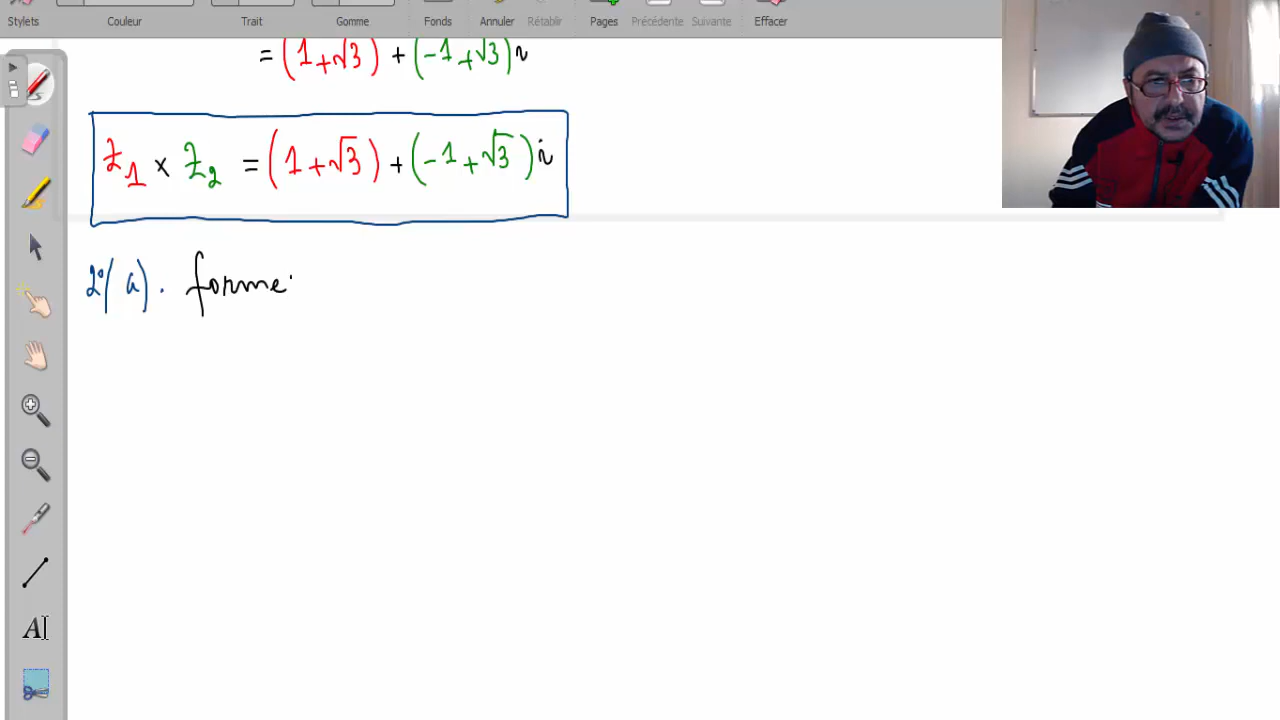 Stylets Couleur Trait Gomme Fonds Annuler Rétablir Pages Précédente Suivante Effacer
= (1+√3) + (-1+√3)i
z₁ × z₂ = (1+√3) + (-1+√3)i
2°/ a). forme
A